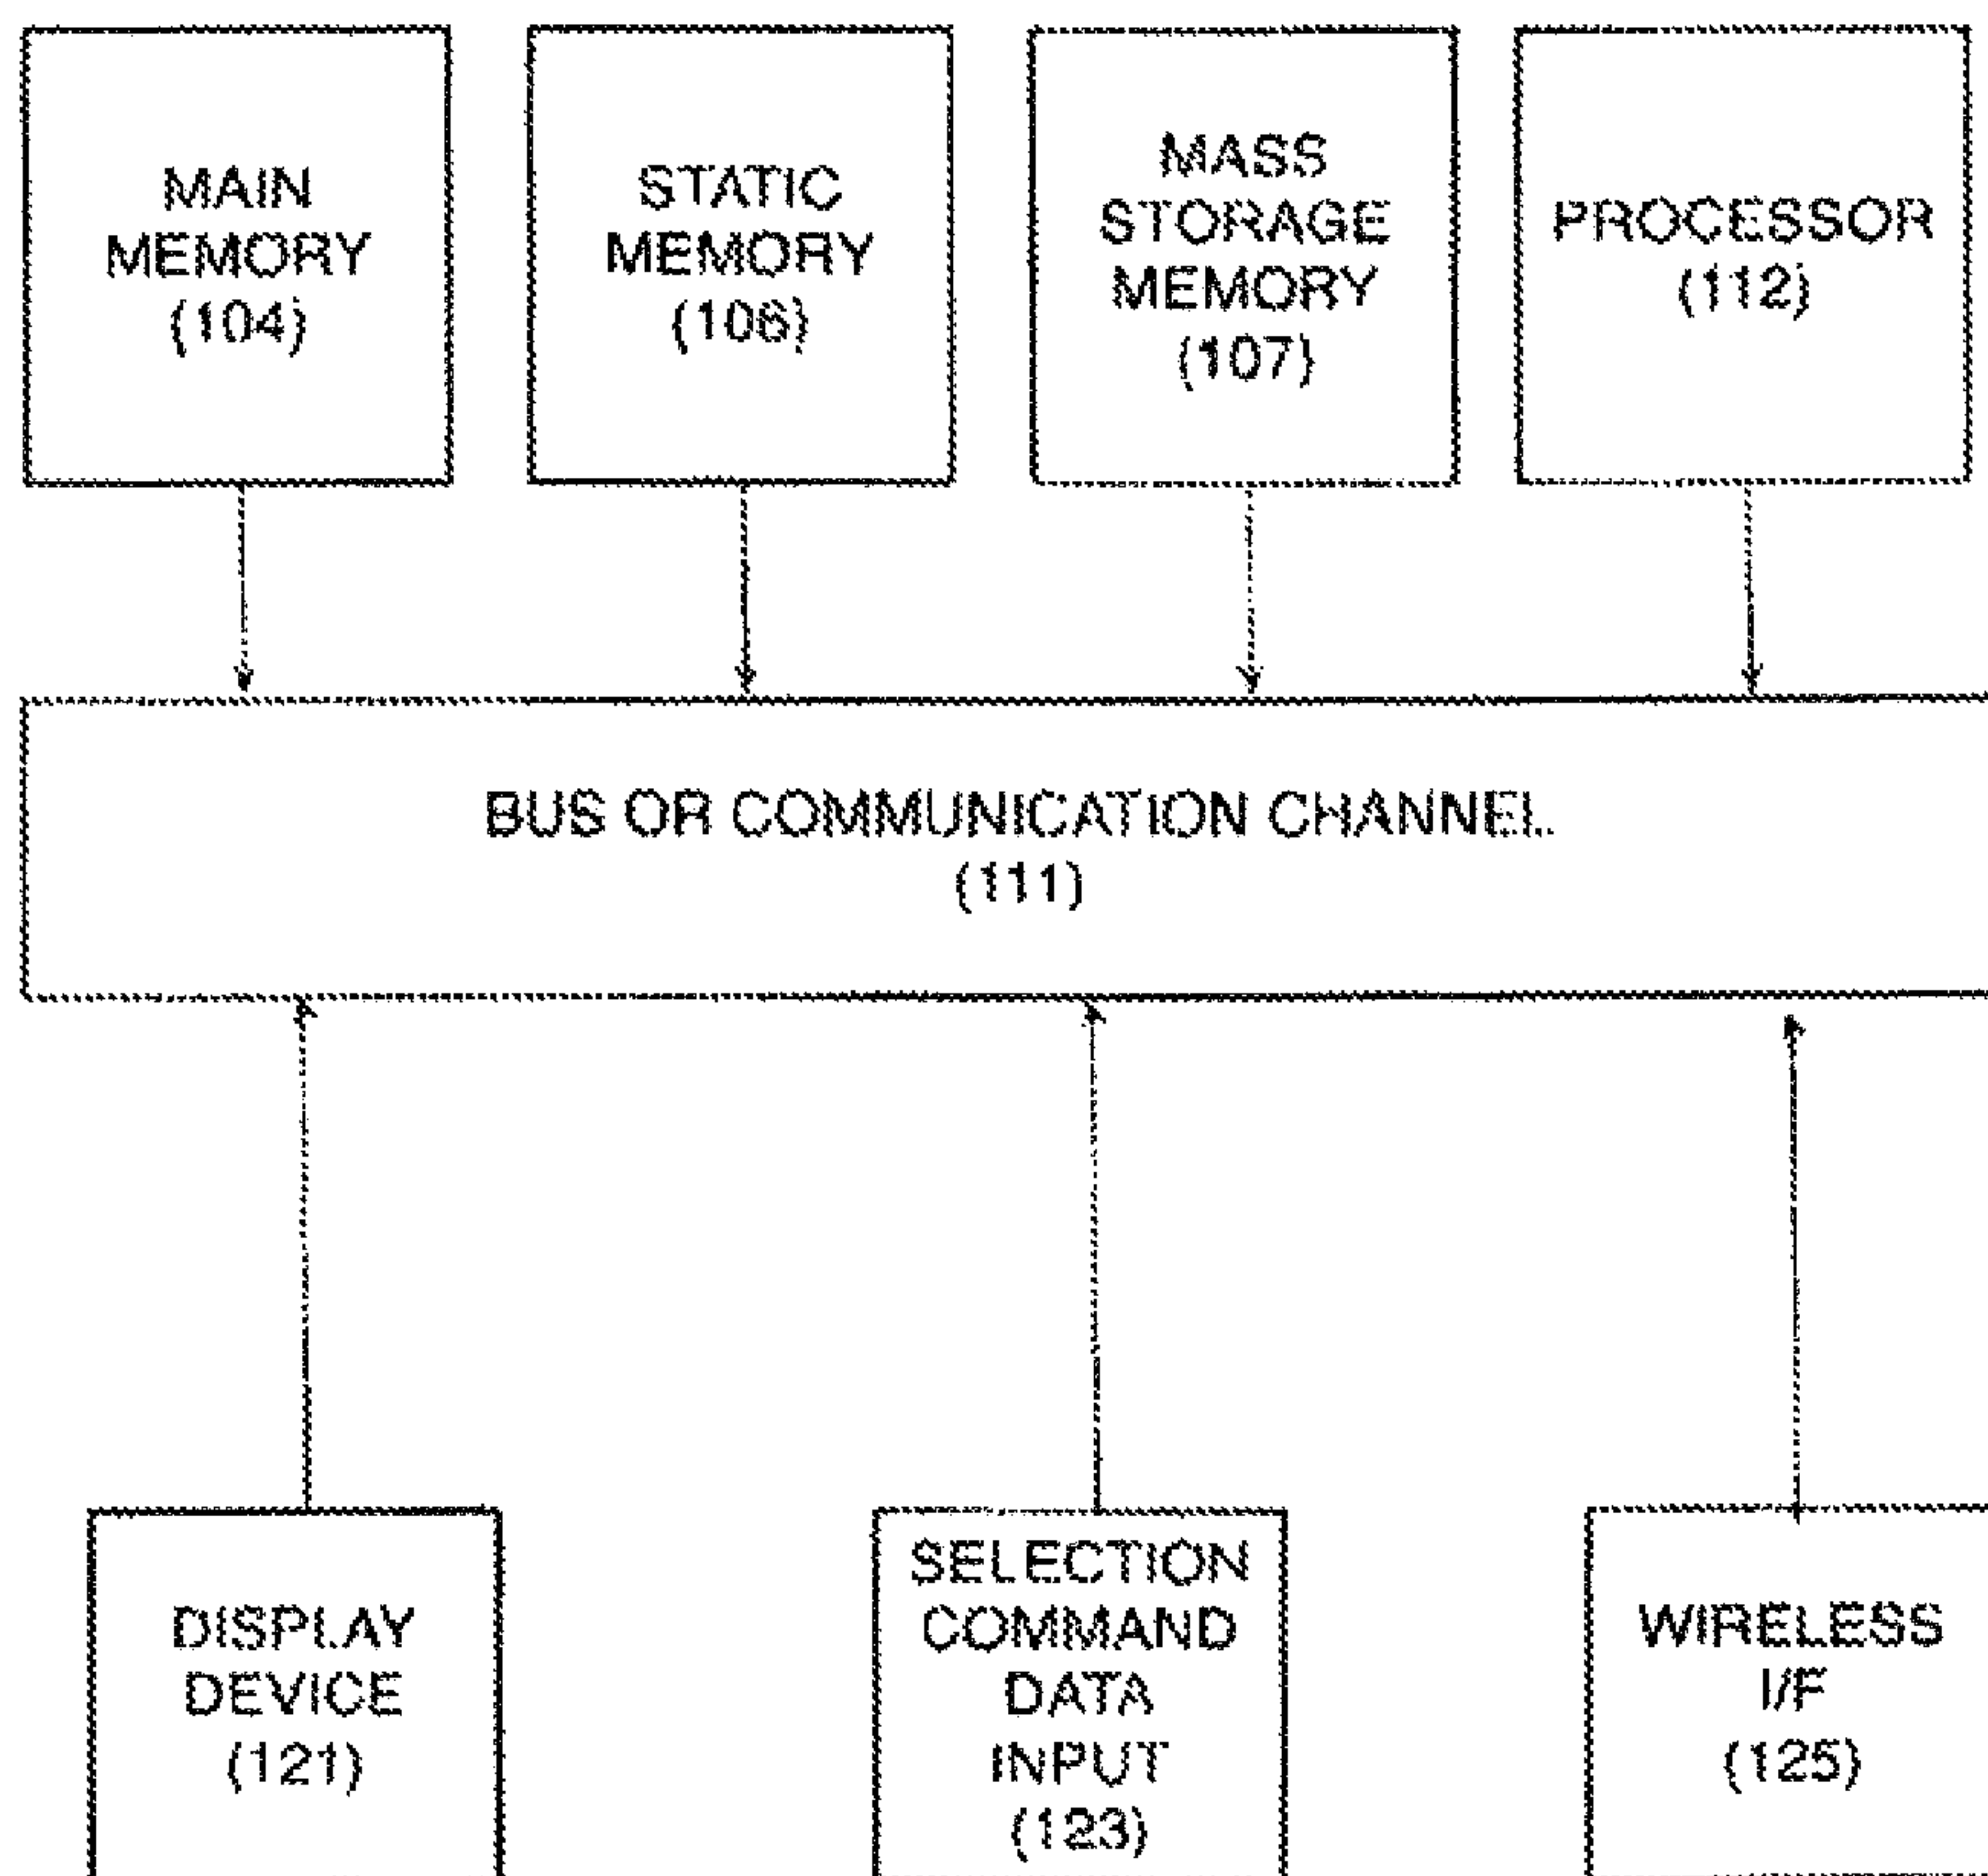 MAIN
MEMORY
(104)
STATIC
MEMORY
(106)
MASS
STORAGE
MEMORY
(107)
PROCESSOR
(112)
BUS OR COMMUNICATION CHANNEL
(111)
DISPLAY
DEVICE
(121)
SELECTION
COMMAND
DATA
INPUT
(123)
WIRELESS
I/F
(125)